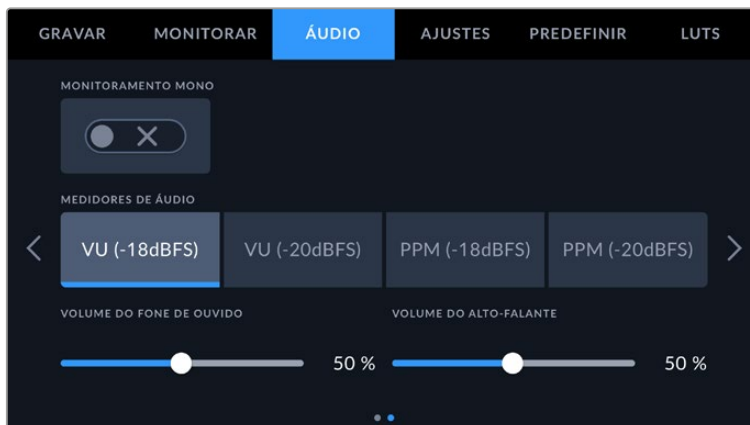 GRAVAR MONITORAR ÁUDIO AJUSTES PREDEFINIR LUTS
MONITORAMENTO MONO
MEDIDORES DE ÁUDIO
VU (-18dBFS) VU (-20dBFS) PPM (-18dBFS) PPM (-20dBFS)
VOLUME DO FONE DE OUVIDO VOLUME DO ALTO-FALANTE
50 % 50 %